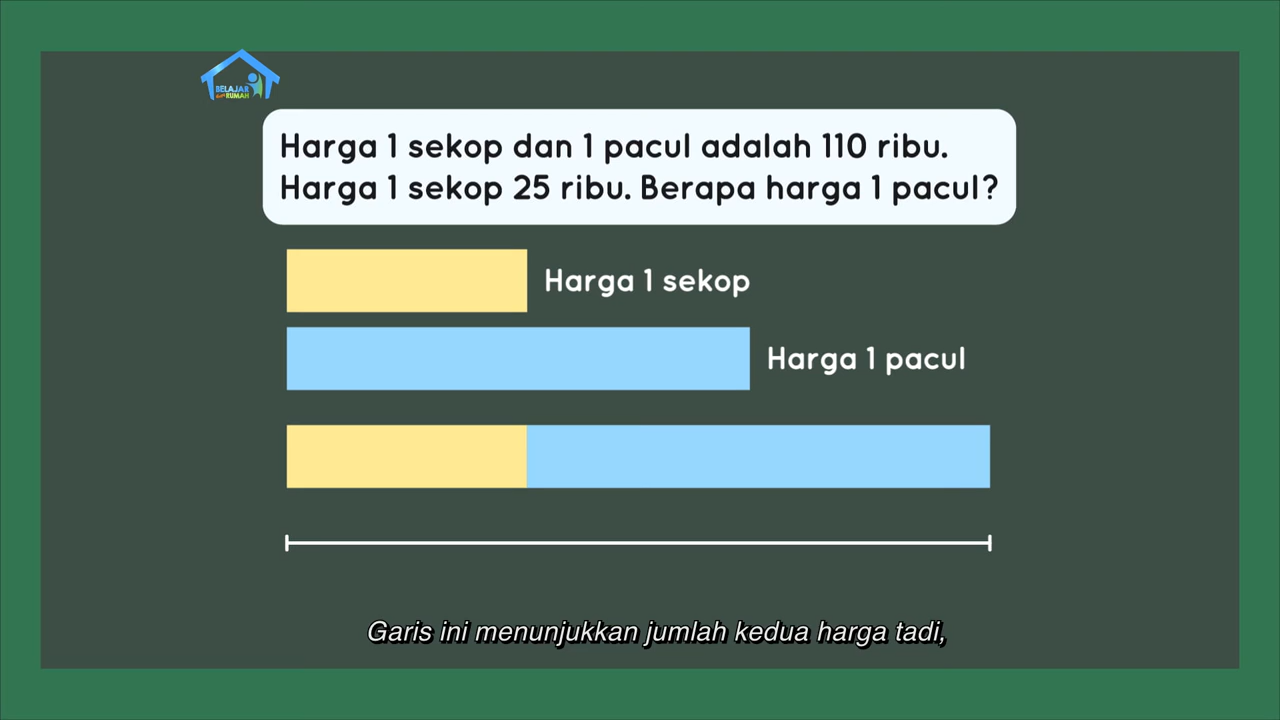 BELAJAR
dari RUMAH
Harga 1 sekop dan 1 pacul adalah 110 ribu.
Harga 1 sekop 25 ribu. Berapa harga 1 pacul?
Harga 1 sekop
Harga 1 pacul
Garis ini menunjukkan jumlah kedua harga tadi,